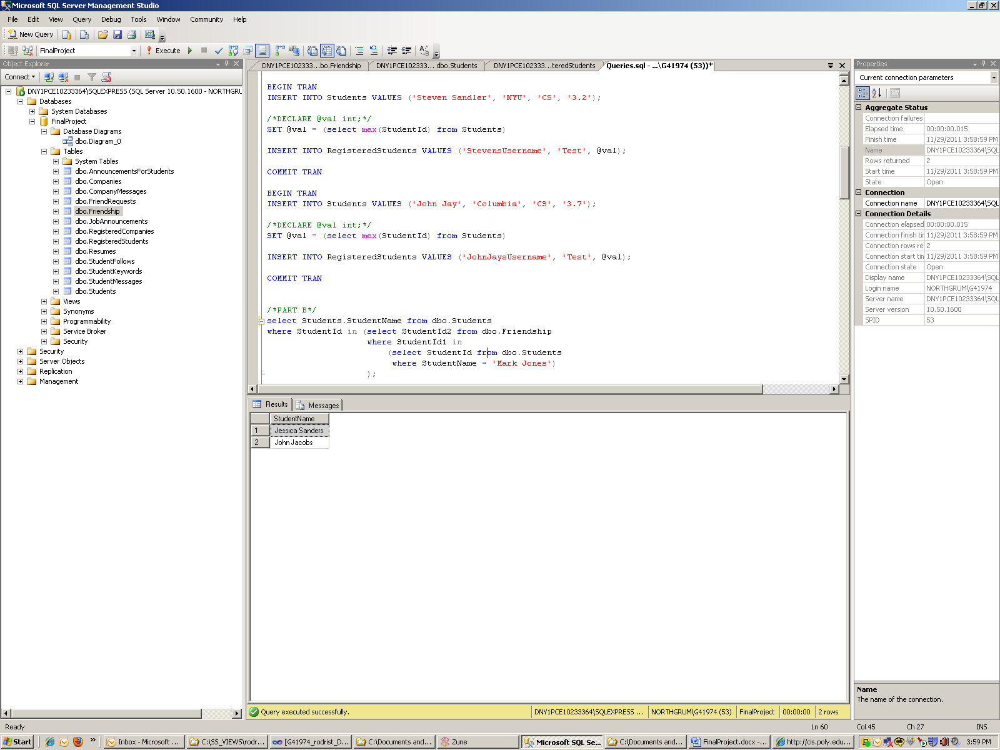 Microsoft SQL Server Management Studio
File Edit View Query Debug Tools Window Community Help
New Query
FinalProject Execute
Object Explorer
Connect
DNY1PCE10233364\SQLEXPRESS (SQL Server 10.50.1600 - NORTHGRU
Databases
System Databases
FinalProject
Database Diagrams
dbo.Diagram_0
Tables
System Tables
dbo.AnnouncementsForStudents
dbo.Companies
dbo.CompanyMessages
dbo.FriendRequests
dbo.Friendship
dbo.JobAnnouncements
dbo.RegisteredCompanies
dbo.RegisteredStudents
dbo.Resumes
dbo.StudentFollows
dbo.StudentKeywords
dbo.StudentMessages
dbo.Students
Views
Synonyms
Programmability
Service Broker
Security
Security
Server Objects
Replication
Management
DNY1PCE102333...bo.Friendship DNY1PCE102333... dbo.Students DNY1PCE102333...teredStudents Queries.sql - ...\G41974 (53))*
BEGIN TRAN
INSERT INTO Students VALUES ('Steven Sandler', 'NYU', 'CS', '3.2');
/*DECLARE @val int;*/
SET @val = (select max(StudentId) from Students)
INSERT INTO RegisteredStudents VALUES ('StevensUsername', 'Test', @val);
COMMIT TRAN
BEGIN TRAN
INSERT INTO Students VALUES ('John Jay', 'Columbia', 'CS', '3.7');
/*DECLARE @val int;*/
SET @val = (select max(StudentId) from Students)
INSERT INTO RegisteredStudents VALUES ('JohnJaysUsername', 'Test', @val);
COMMIT TRAN
/*PART B*/
select Students.StudentName from dbo.Students
where StudentId in (select StudentId2 from dbo.Friendship
where StudentId1 in
(select StudentId from dbo.Students
where StudentName = 'Mark Jones')
);
Results Messages
StudentName
1 Jessica Sanders
2 John Jacobs
Query executed successfully. DNY1PCE10233364\SQLEXPRESS ... NORTHGRUM\G41974 (53) FinalProject 00:00:00 2 rows
Properties
Current connection parameters
Aggregate Status
Connection failures
Elapsed time 00:00:00.015
Finish time 11/29/2011 3:58:59 PM
Name DNY1PCE10233364\SQL
Rows returned 2
Start time 11/29/2011 3:58:59 PM
State Open
Connection
Connection name DNY1PCE10233364\SQL
Connection Details
Connection elapsed 00:00:00.015
Connection finish tir 11/29/2011 3:58:59 PM
Connection rows re 2
Connection start tin 11/29/2011 3:58:59 PM
Connection state Open
Display name DNY1PCE10233364\SQL
Login name NORTHGRUM\G41974
Server name DNY1PCE10233364\SQL
Server version 10.50.1600
SPID 53
Name
The name of the connection.
Ready Ln 60 Col 45 Ch 27 INS
Start Inbox - Microsoft ... C:\SS_VIEWS\rodr... [G41974_rodrist_D... C:\Documents and... Zune Microsoft SQL Se... C:\Documents and... FinalProject.docx -... http://cis.poly.edu... 3:59 PM